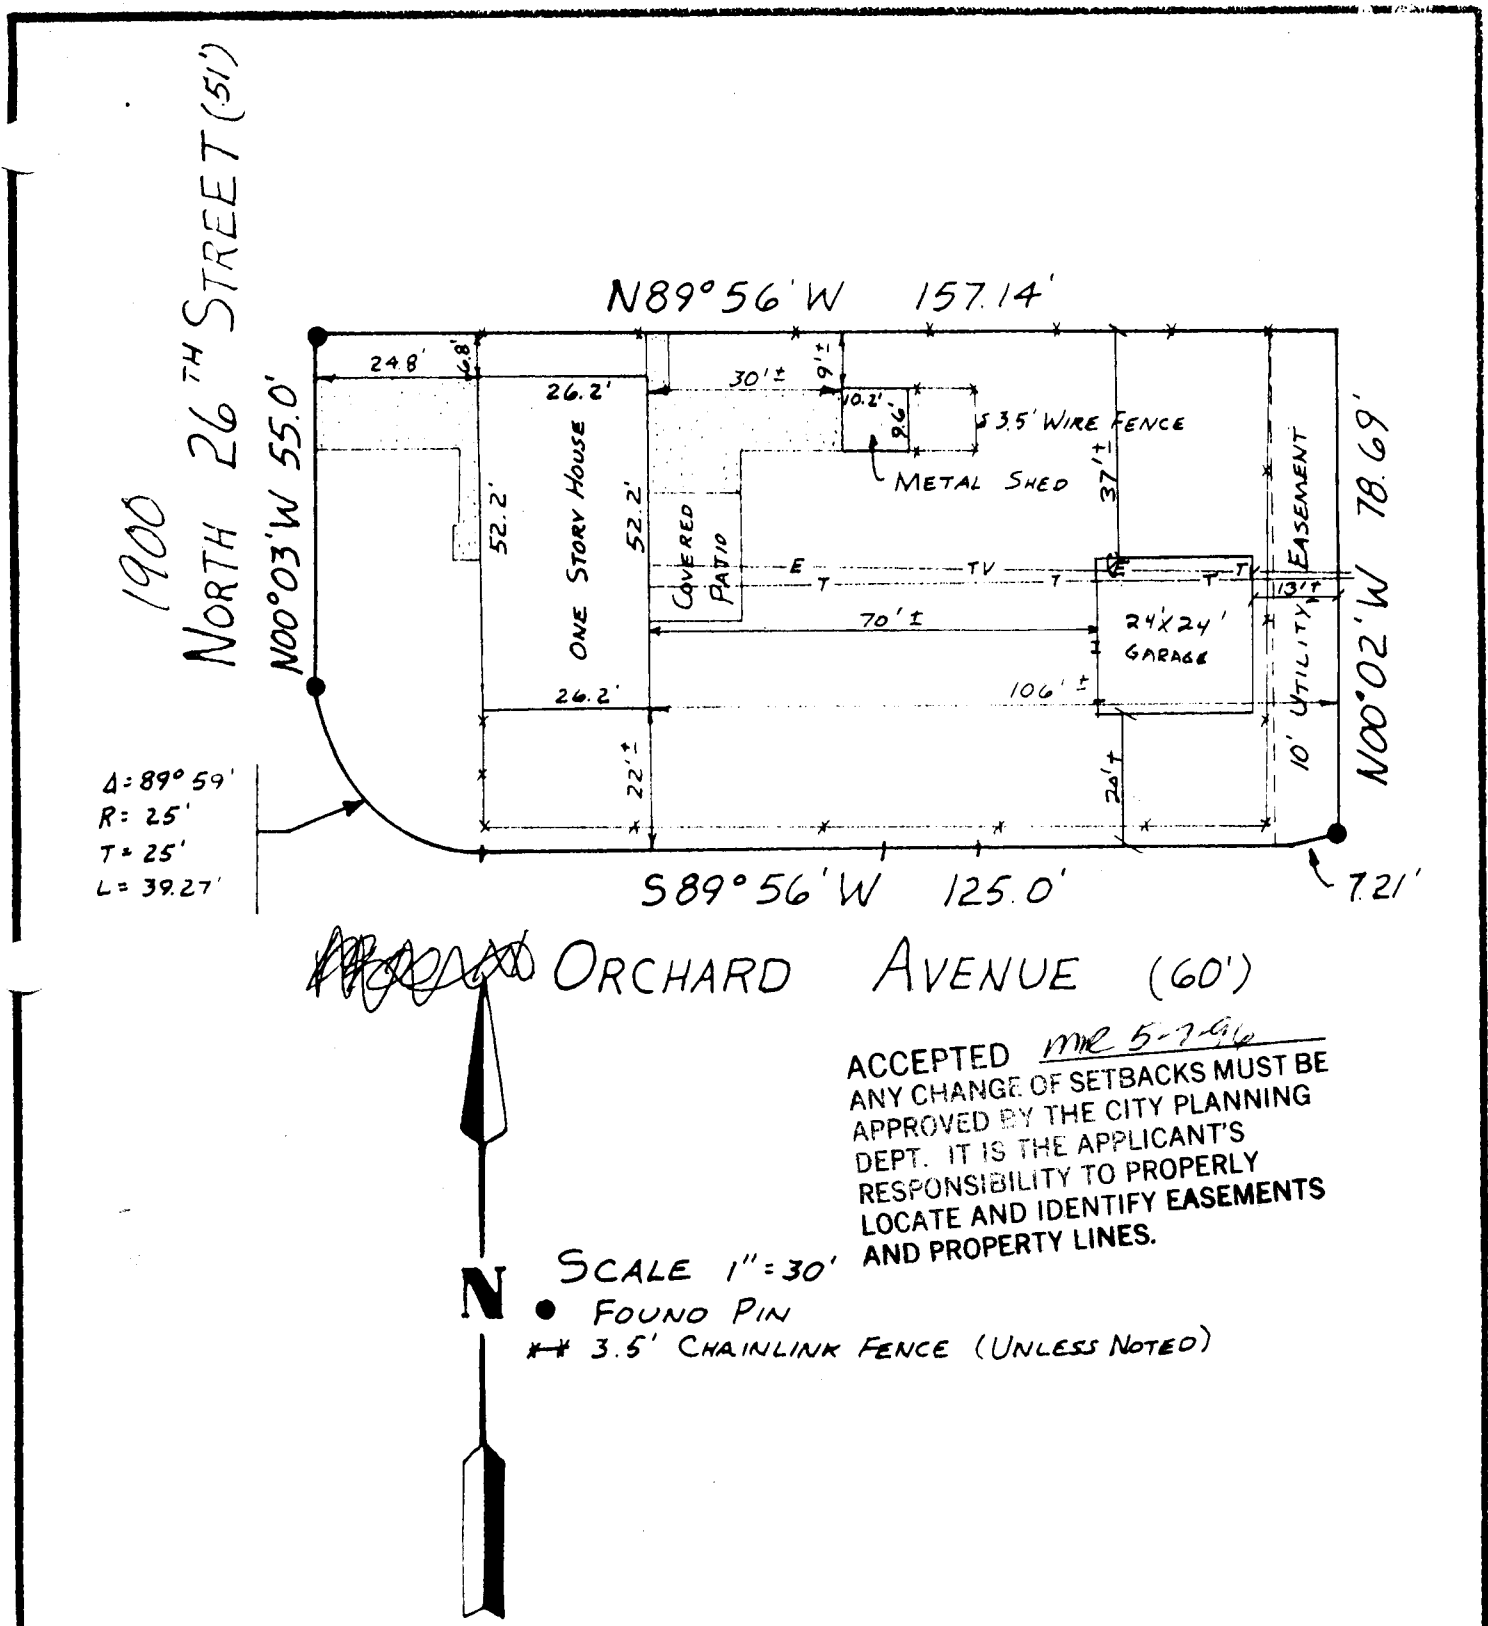 1900
NORTH 26TH STREET (51')
N89°56'W 157.14'
N00°03'W 55.0'
24.8'
6.8'
26.2'
30'±
9'±
10.2'
9.6'
3.5' WIRE FENCE
METAL SHED
37'±
52.2'
ONE STORY HOUSE
52.2'
COVERED
PATIO
E TV E T
T T T
70'±
24'X24'
GARAGE
13'±
10' UTILITY EASEMENT
N00°02'W 78.69'
26.2'
106'±
22'±
20'±
Δ=89°59'
R=25'
T=25'
L=39.27'
S89°56'W 125.0'
7.21'
ORCHARD AVENUE (60')
ACCEPTED 5-7-96
ANY CHANGE OF SETBACKS MUST BE
APPROVED BY THE CITY PLANNING
DEPT. IT IS THE APPLICANT'S
RESPONSIBILITY TO PROPERLY
LOCATE AND IDENTIFY EASEMENTS
AND PROPERTY LINES.
N
SCALE 1"=30'
FOUND PIN
3.5' CHAINLINK FENCE (UNLESS NOTED)